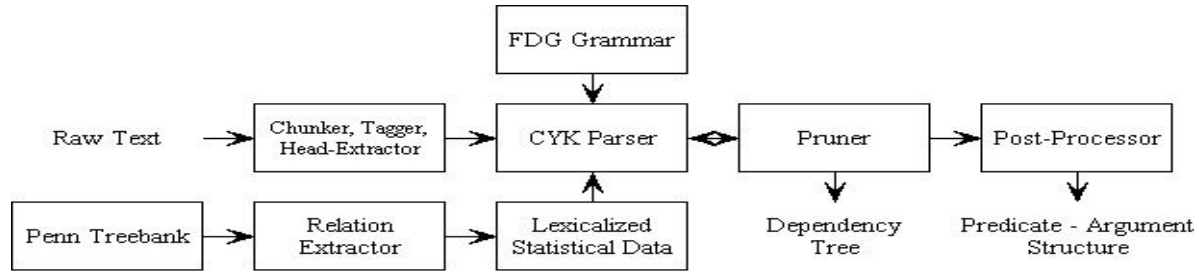 FDG Grammar
Raw Text
Chunker, Tagger,
Head-Extractor
CYK Parser
Pruner
Post-Processor
Penn Treebank
Relation
Extractor
Lexicalized
Statistical Data
Dependency
Tree
Predicate - Argument
Structure